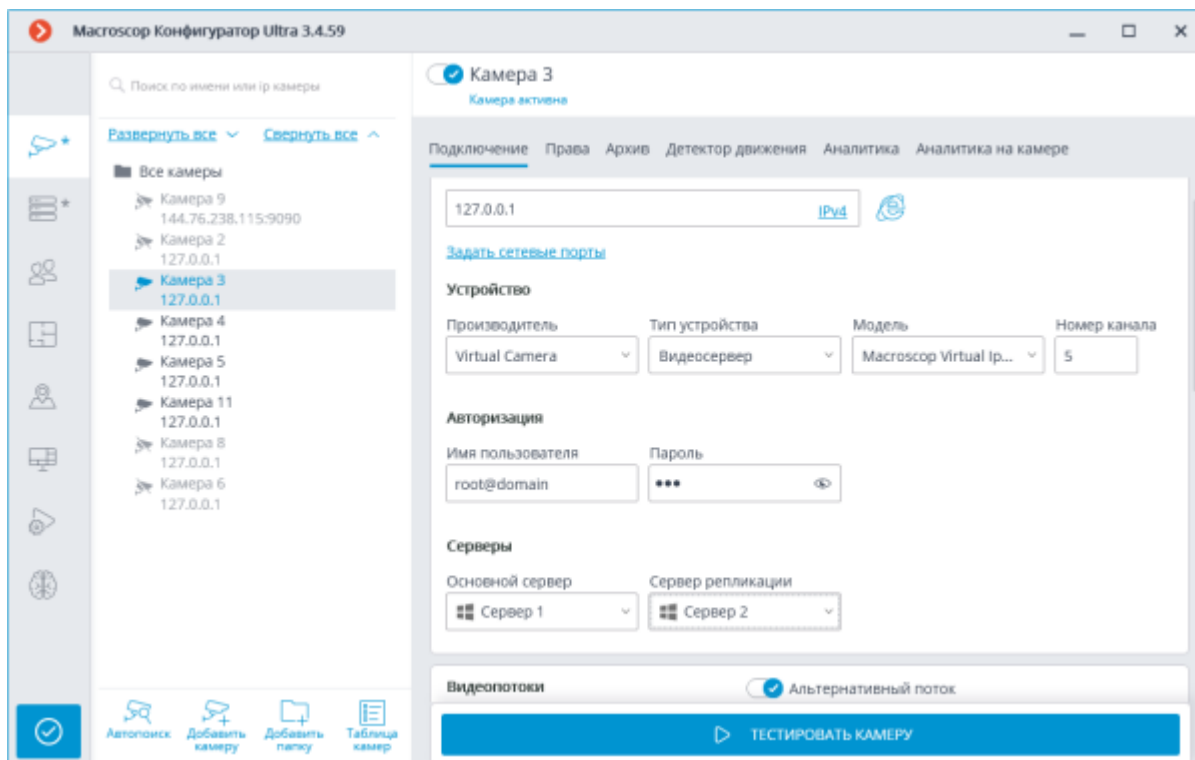 Macroscop Конфигуратор Ultra 3.4.59
Поиск по имени или ip камеры
Развернуть все
Свернуть все
Все камеры
Камера 9
144.76.238.115:9090
Камера 2
127.0.0.1
Камера 3
127.0.0.1
Камера 4
127.0.0.1
Камера 5
127.0.0.1
Камера 11
127.0.0.1
Камера 8
127.0.0.1
Камера 6
127.0.0.1
Автопоиск
Добавить
камеру
Добавить
папку
Таблица
камер
Камера 3
Камера активна
Подключение Права Архив Детектор движения Аналитика Аналитика на камере
127.0.0.1 IPv4
Задать сетевые порты
Устройство
Производитель Тип устройства Модель Номер канала
Virtual Camera Видеосервер Macroscop Virtual Ip... 5
Авторизация
Имя пользователя Пароль
root@domain •••
Серверы
Основной сервер Сервер репликации
Сервер 1 Сервер 2
Видеопотоки Альтернативный поток
ТЕСТИРОВАТЬ КАМЕРУ